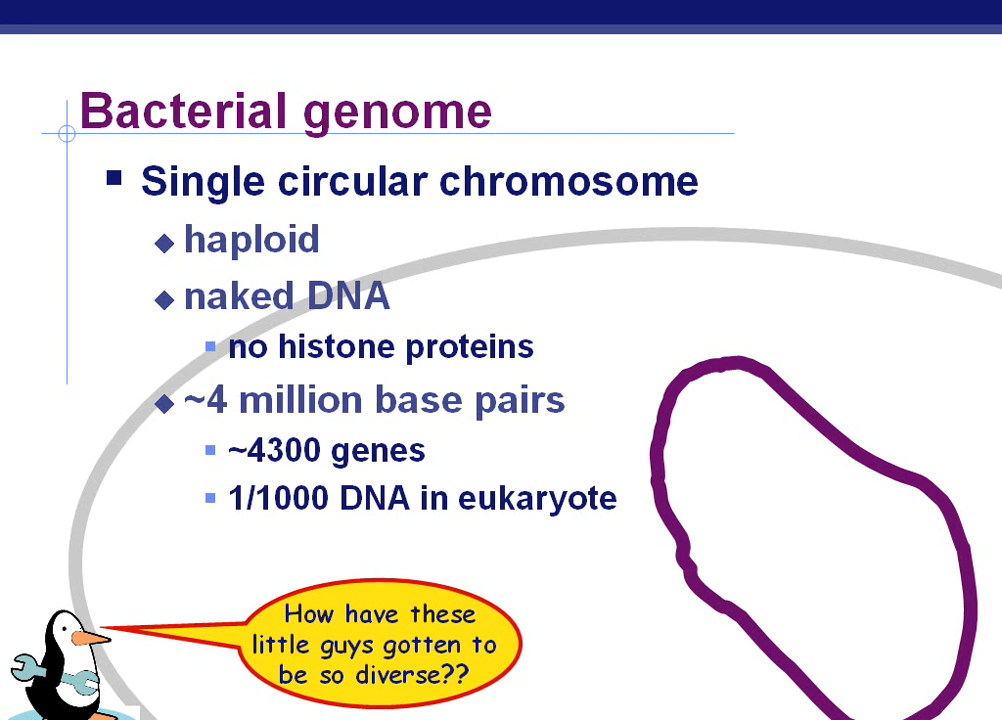 Bacterial genome
Single circular chromosome
haploid
naked DNA
no histone proteins
~4 million base pairs
~4300 genes
1/1000 DNA in eukaryote
How have these
little guys gotten to
be so diverse??